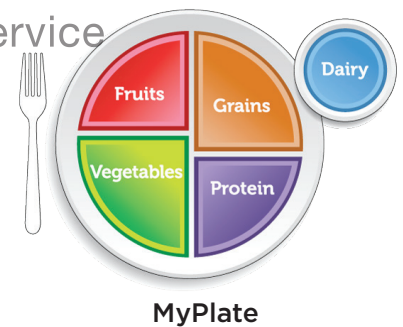 ervice
Fruits
Grains
Dairy
Vegetables
Protein
MyPlate